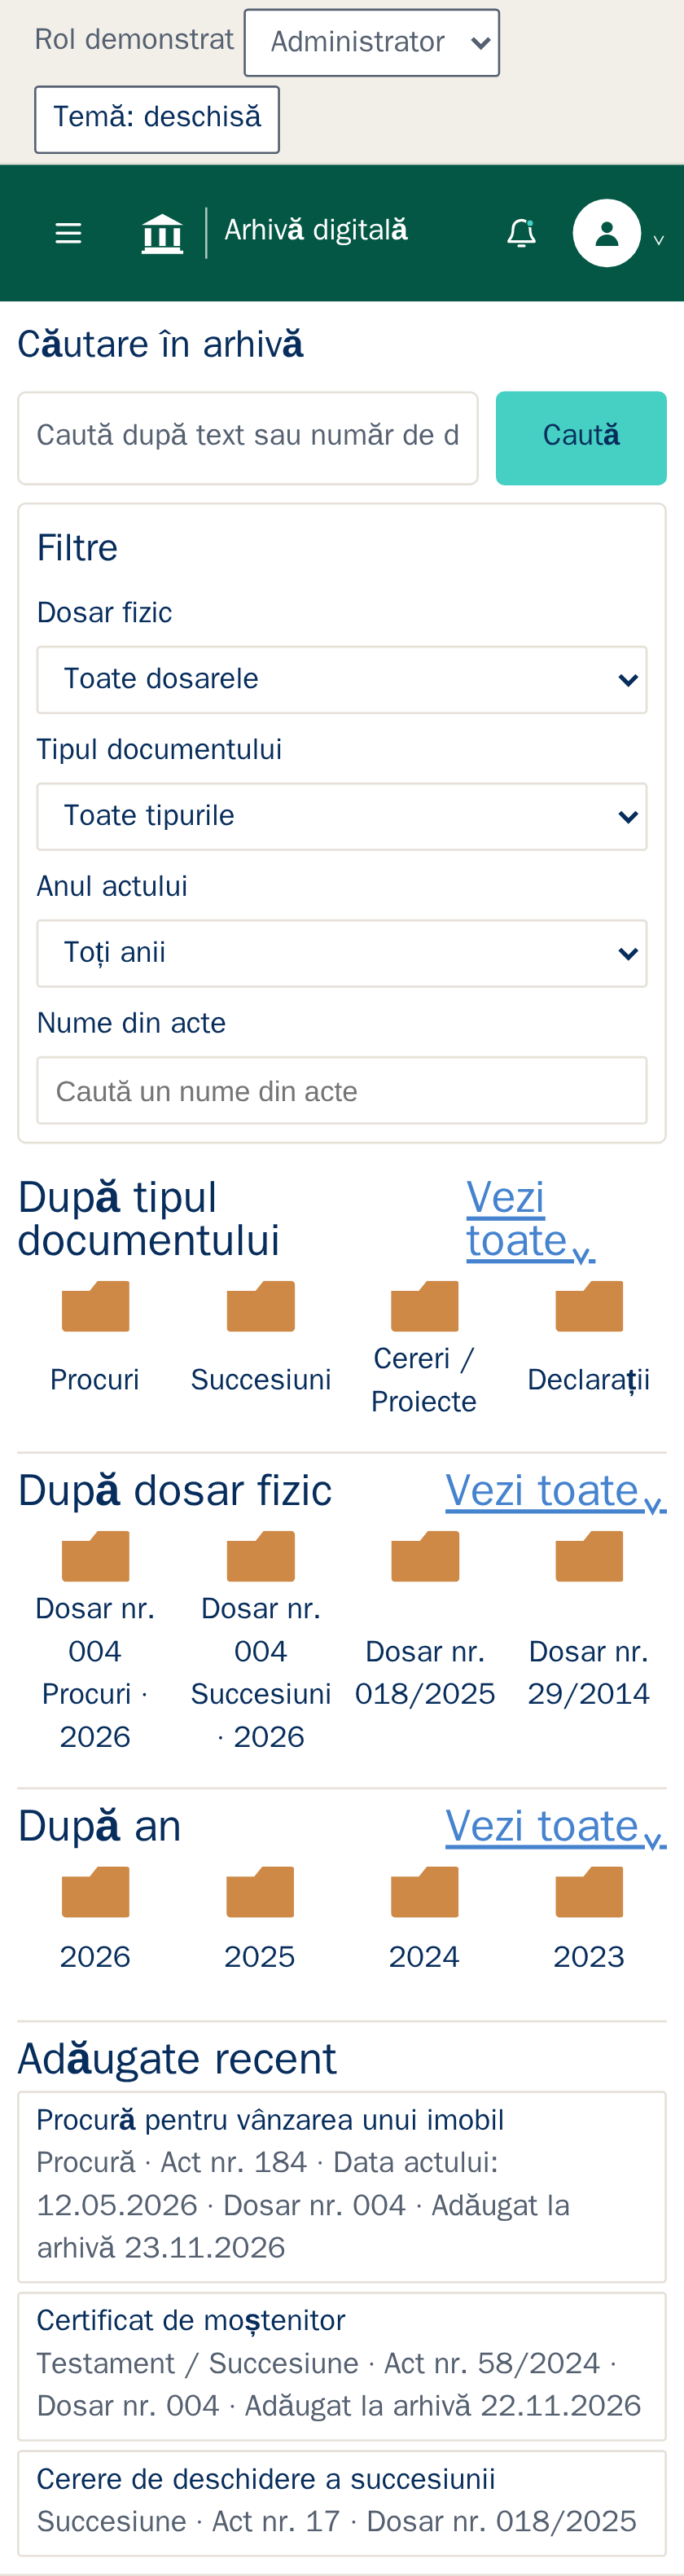 Rol demonstrat Administrator
Temă: deschisă
Arhivă digitală
Căutare în arhivă
Caută după text sau număr de d
Caută
Filtre
Dosar fizic
Toate dosarele
Tipul documentului
Toate tipurile
Anul actului
Toți anii
Nume din acte
Caută un nume din acte
După tipul
documentului
Vezi
toate
Procuri
Succesiuni
Cereri /
Proiecte
Declarații
După dosar fizic
Vezi toate
Dosar nr.
004
Procuri ·
2026
Dosar nr.
004
Succesiuni
· 2026
Dosar nr.
018/2025
Dosar nr.
29/2014
După an
Vezi toate
2026
2025
2024
2023
Adăugate recent
Procură pentru vânzarea unui imobil
Procură · Act nr. 184 · Data actului:
12.05.2026 · Dosar nr. 004 · Adăugat la
arhivă 23.11.2026
Certificat de moștenitor
Testament / Succesiune · Act nr. 58/2024 ·
Dosar nr. 004 · Adăugat la arhivă 22.11.2026
Cerere de deschidere a succesiunii
Succesiune · Act nr. 17 · Dosar nr. 018/2025